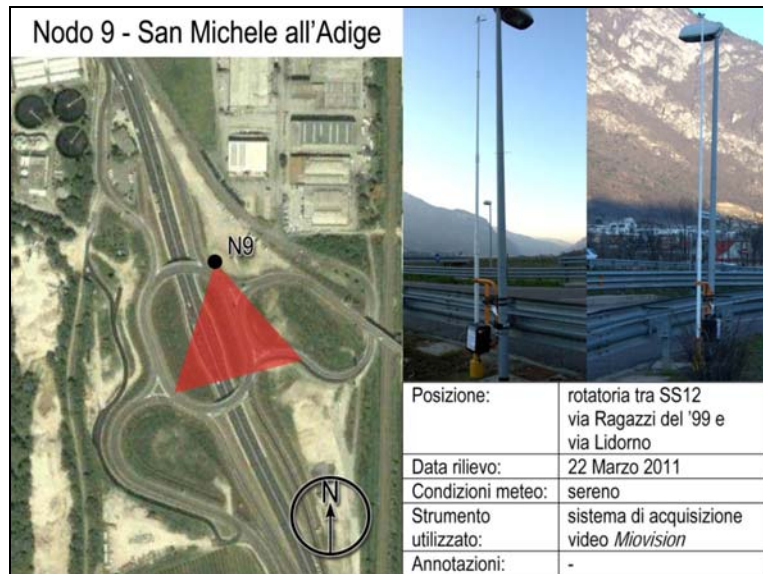 Nodo 9 - San Michele all'Adige
N9
N
Posizione:
rotatoria tra SS12
via Ragazzi del '99 e
via Lidorno
Data rilievo:
22 Marzo 2011
Condizioni meteo:
sereno
Strumento
utilizzato:
sistema di acquisizione
video Miovision
Annotazioni:
-